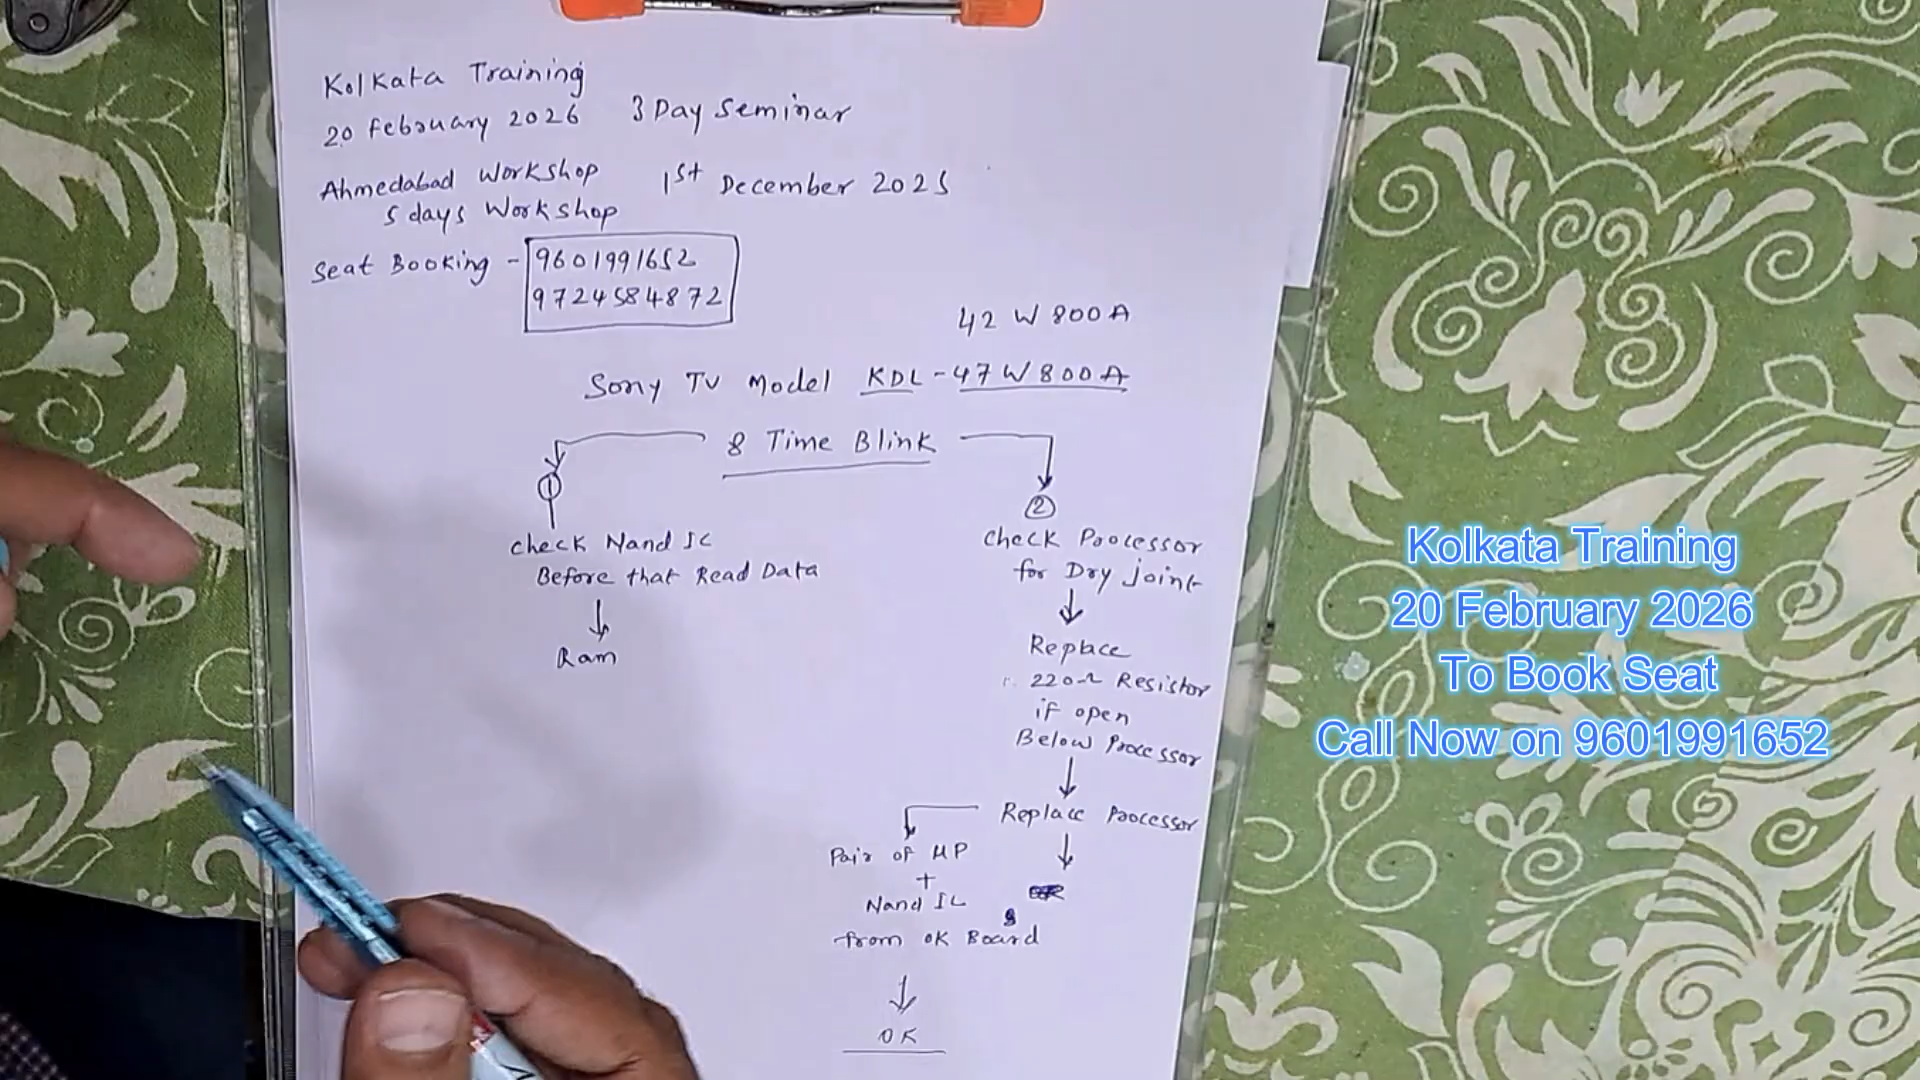 Kolkata Training
20 February 2026 3 Day Seminar
Ahmedabad Workshop 1st December 2025
5 days Workshop
Seat Booking - 9601991652
9724584872
42 W 800A
Sony TV Model KDL-47W800A
8 Time Blink
1
Check Nand IC
Before that Read Data
Ram
2
Check Processor
for Dry joint
Replace
220Ω Resistor
if open
Below Processor
Replace Processor
Pair of MP
+
Nand IC
from OK Board
OK
Kolkata Training
20 February 2026
To Book Seat
Call Now on 9601991652